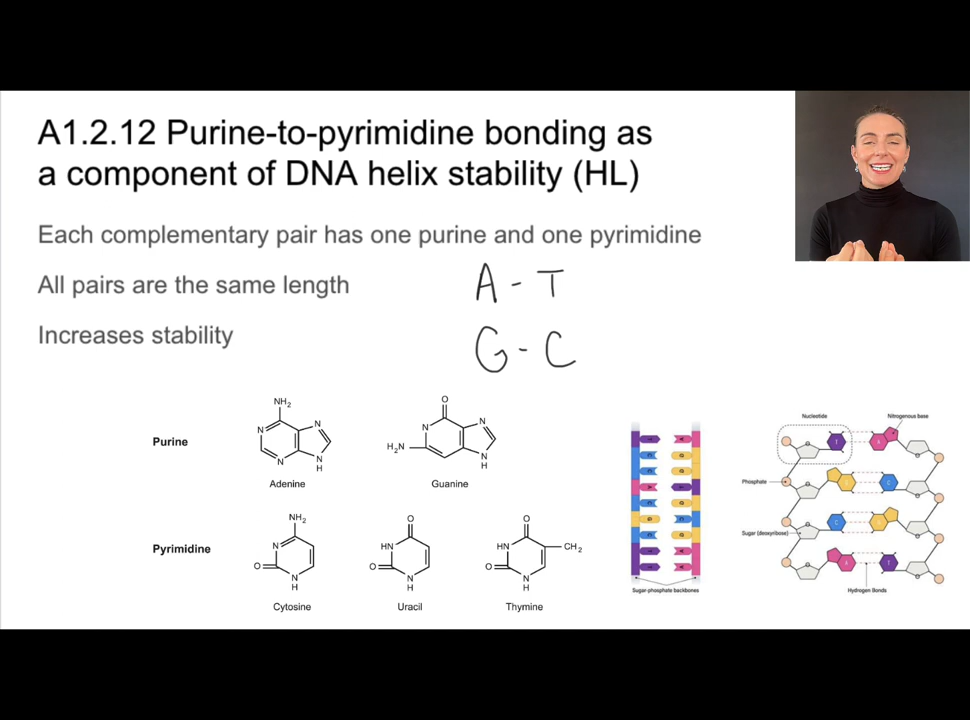 A1.2.12 Purine-to-pyrimidine bonding as
a component of DNA helix stability (HL)
Each complementary pair has one purine and one pyrimidine
All pairs are the same length
A - T
Increases stability
G - C
Purine
NH2
N
N
N
N
H
Adenine
O
N
N
H2N
N
H
Guanine
Pyrimidine
NH2
N
O
N
H
Cytosine
O
HN
O
N
H
Uracil
O
HN
CH2
O
N
H
Thymine
Sugar-phosphate backbones
Nucleotide
Nitrogenous base
Phosphate
Sugar (deoxyribose)
Hydrogen Bonds